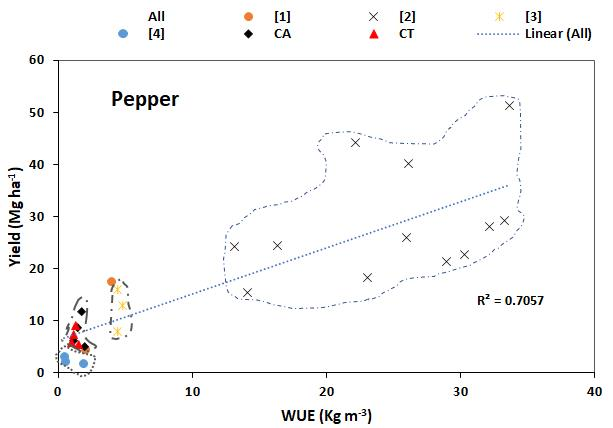 All [1] [2] [3]
[4] CA CT Linear (All)
60
Pepper
50
40
Yield (Mg ha⁻¹)
30
20
R² = 0.7057
10
0
0 10 20 30 40
WUE (Kg m⁻³)